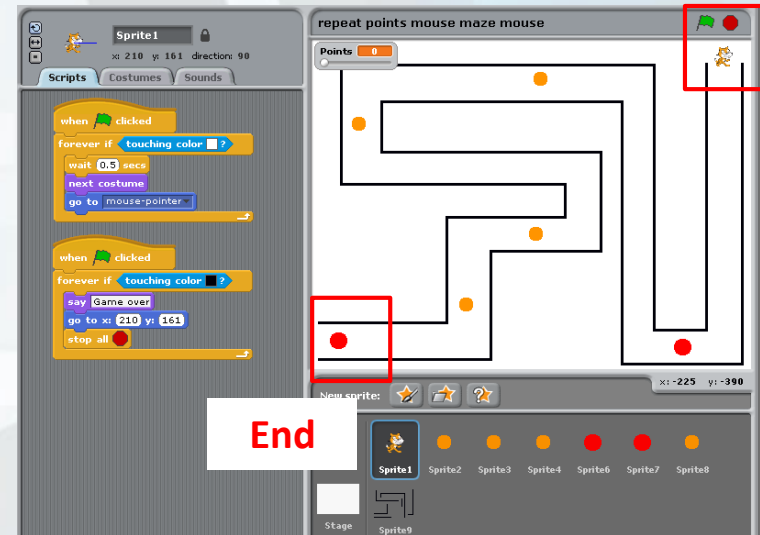 Sprite1
x: 210 y: 161 direction: 90
Scripts Costumes Sounds
when clicked
forever if touching color ?
wait 0.5 secs
next costume
go to mouse-pointer
when clicked
forever if touching color ?
say Game over
go to x: 210 y: 161
stop all
repeat points mouse maze mouse
Points 0
x: -225 y: -390
New sprite:
End
Sprite1 Sprite2 Sprite3 Sprite4 Sprite6 Sprite7 Sprite8
Stage Sprite9